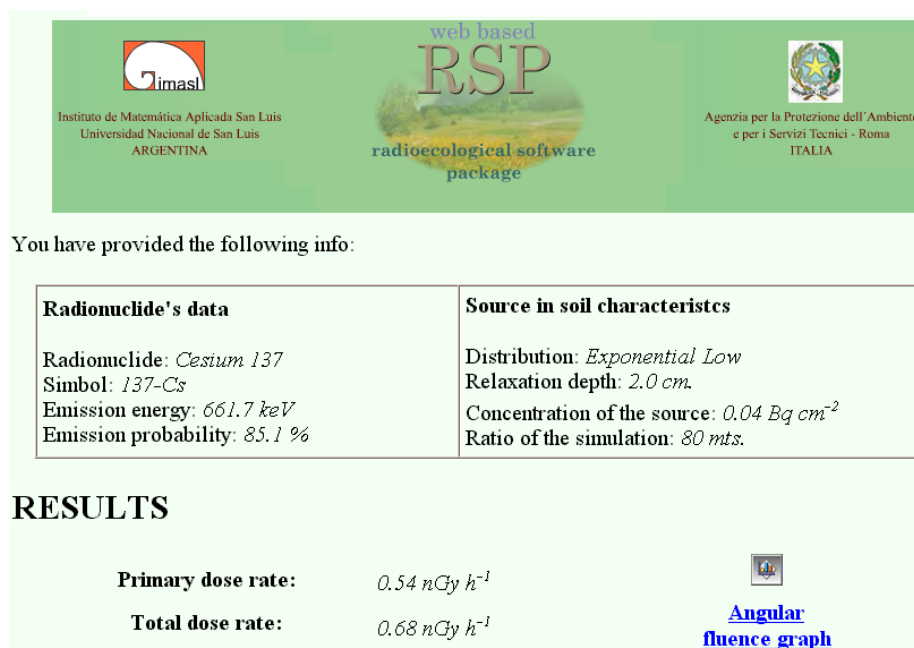 web based
RSP
radioecological software
package
imasl
Instituto de Matemática Aplicada San Luis
Universidad Nacional de San Luis
ARGENTINA
Agenzia per la Protezione dell'Ambiente
e per i Servizi Tecnici - Roma
ITALIA
You have provided the following info:
Radionuclide's data
Radionuclide: Cesium 137
Simbol: 137-Cs
Emission energy: 661.7 keV
Emission probability: 85.1 %
Source in soil characteristcs
Distribution: Exponential Low
Relaxation depth: 2.0 cm.
Concentration of the source: 0.04 Bq cm⁻²
Ratio of the simulation: 80 mts.
RESULTS
Primary dose rate: 0.54 nGy h⁻¹
Total dose rate: 0.68 nGy h⁻¹
Angular
fluence graph